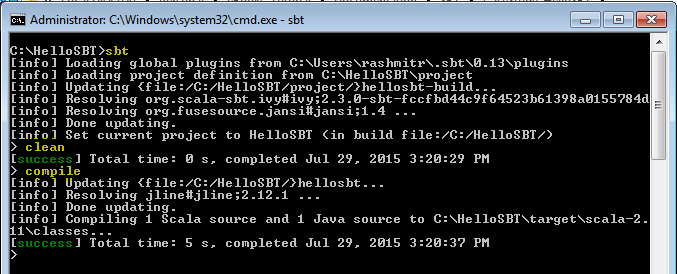 Administrator: C:\Windows\system32\cmd.exe - sbt
C:\HelloSBT>sbt
[info] Loading global plugins from C:\Users\rashmitr\.sbt\0.13\plugins
[info] Loading project definition from C:\HelloSBT\project
[info] Updating {file:/C:/HelloSBT/project/}hellosbt-build...
[info] Resolving org.scala-sbt.ivy#ivy;2.3.0-sbt-fccfbd44c9f64523b61398a0155784d
[info] Resolving org.fusesource.jansi#jansi;1.4 ...
[info] Done updating.
[info] Set current project to HelloSBT (in build file:/C:/HelloSBT/)
> clean
[success] Total time: 0 s, completed Jul 29, 2015 3:20:29 PM
> compile
[info] Updating {file:/C:/HelloSBT/}hellosbt...
[info] Resolving jline#jline;2.12.1 ...
[info] Done updating.
[info] Compiling 1 Scala source and 1 Java source to C:\HelloSBT\target\scala-2.
11\classes...
[success] Total time: 5 s, completed Jul 29, 2015 3:20:37 PM
>